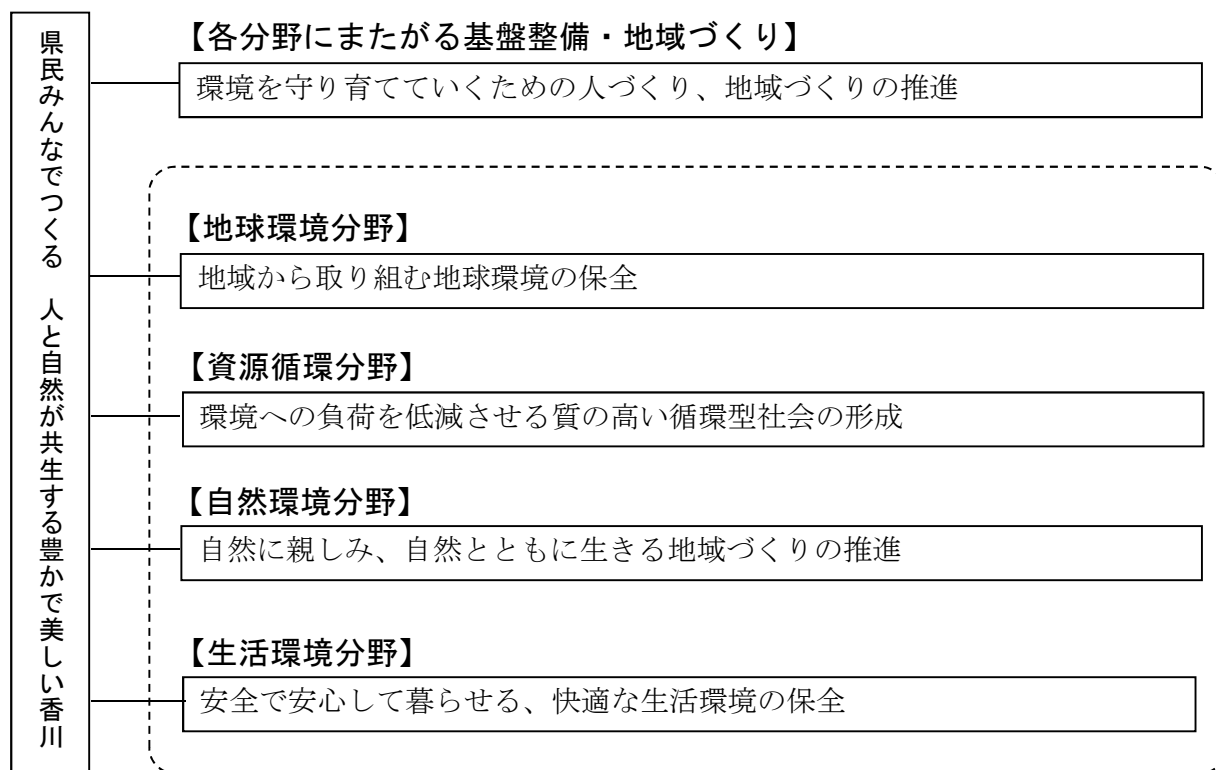 県民みんなでつくる 人と自然が共生する豊かで美しい香川
【各分野にまたがる基盤整備・地域づくり】
環境を守り育てていくための人づくり、地域づくりの推進
【地球環境分野】
地域から取り組む地球環境の保全
【資源循環分野】
環境への負荷を低減させる質の高い循環型社会の形成
【自然環境分野】
自然に親しみ、自然とともに生きる地域づくりの推進
【生活環境分野】
安全で安心して暮らせる、快適な生活環境の保全